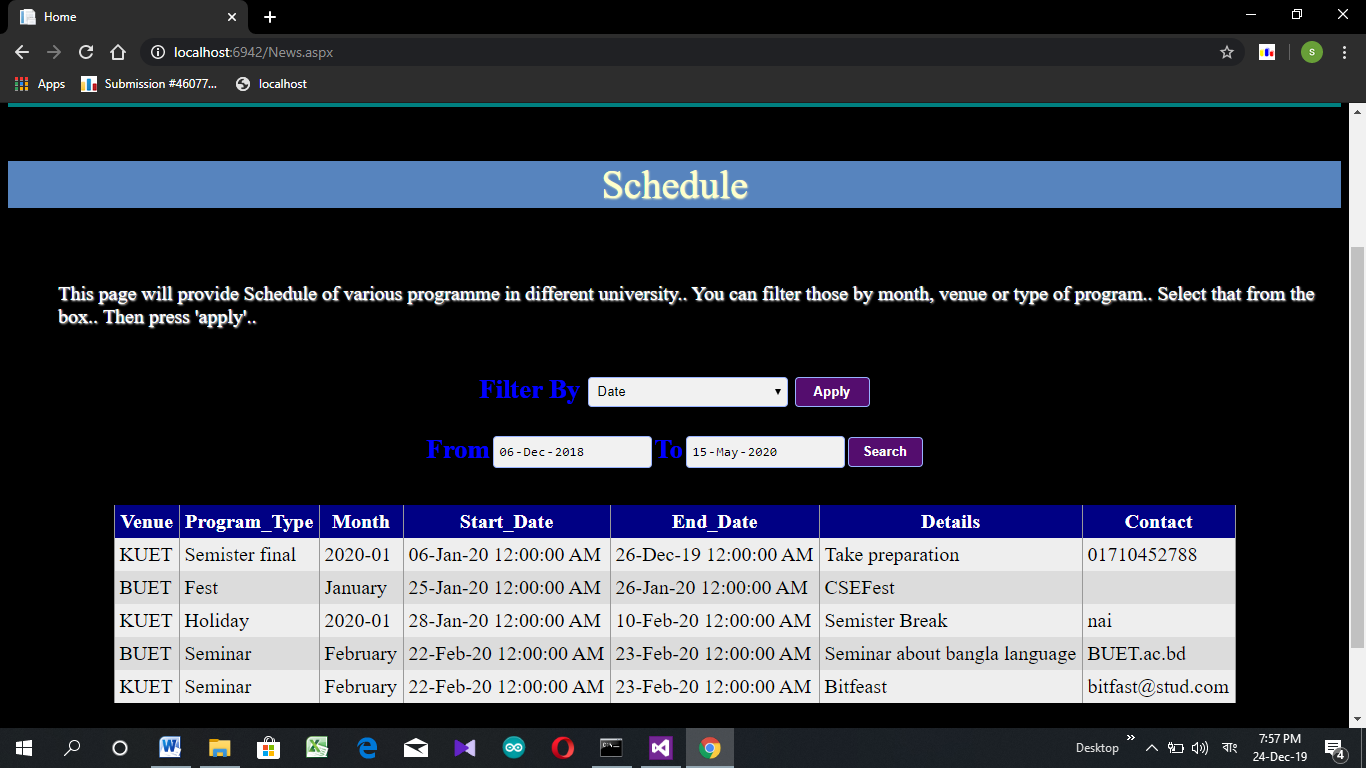 Home
localhost:6942/News.aspx
S
Apps Submission #46077... localhost
Schedule
This page will provide Schedule of various programme in different university.. You can filter those by month, venue or type of program.. Select that from the
box.. Then press 'apply'..
Filter By Date Apply
From 06-Dec-2018 To 15-May-2020 Search
Venue Program_Type Month Start_Date End_Date Details Contact
KUET Semister final 2020-01 06-Jan-20 12:00:00 AM 26-Dec-19 12:00:00 AM Take preparation 01710452788
BUET Fest January 25-Jan-20 12:00:00 AM 26-Jan-20 12:00:00 AM CSEFest
KUET Holiday 2020-01 28-Jan-20 12:00:00 AM 10-Feb-20 12:00:00 AM Semister Break nai
BUET Seminar February 22-Feb-20 12:00:00 AM 23-Feb-20 12:00:00 AM Seminar about bangla language BUET.ac.bd
KUET Seminar February 22-Feb-20 12:00:00 AM 23-Feb-20 12:00:00 AM Bitfeast bitfast@stud.com
Desktop » বাং 7:57 PM
24-Dec-19 4